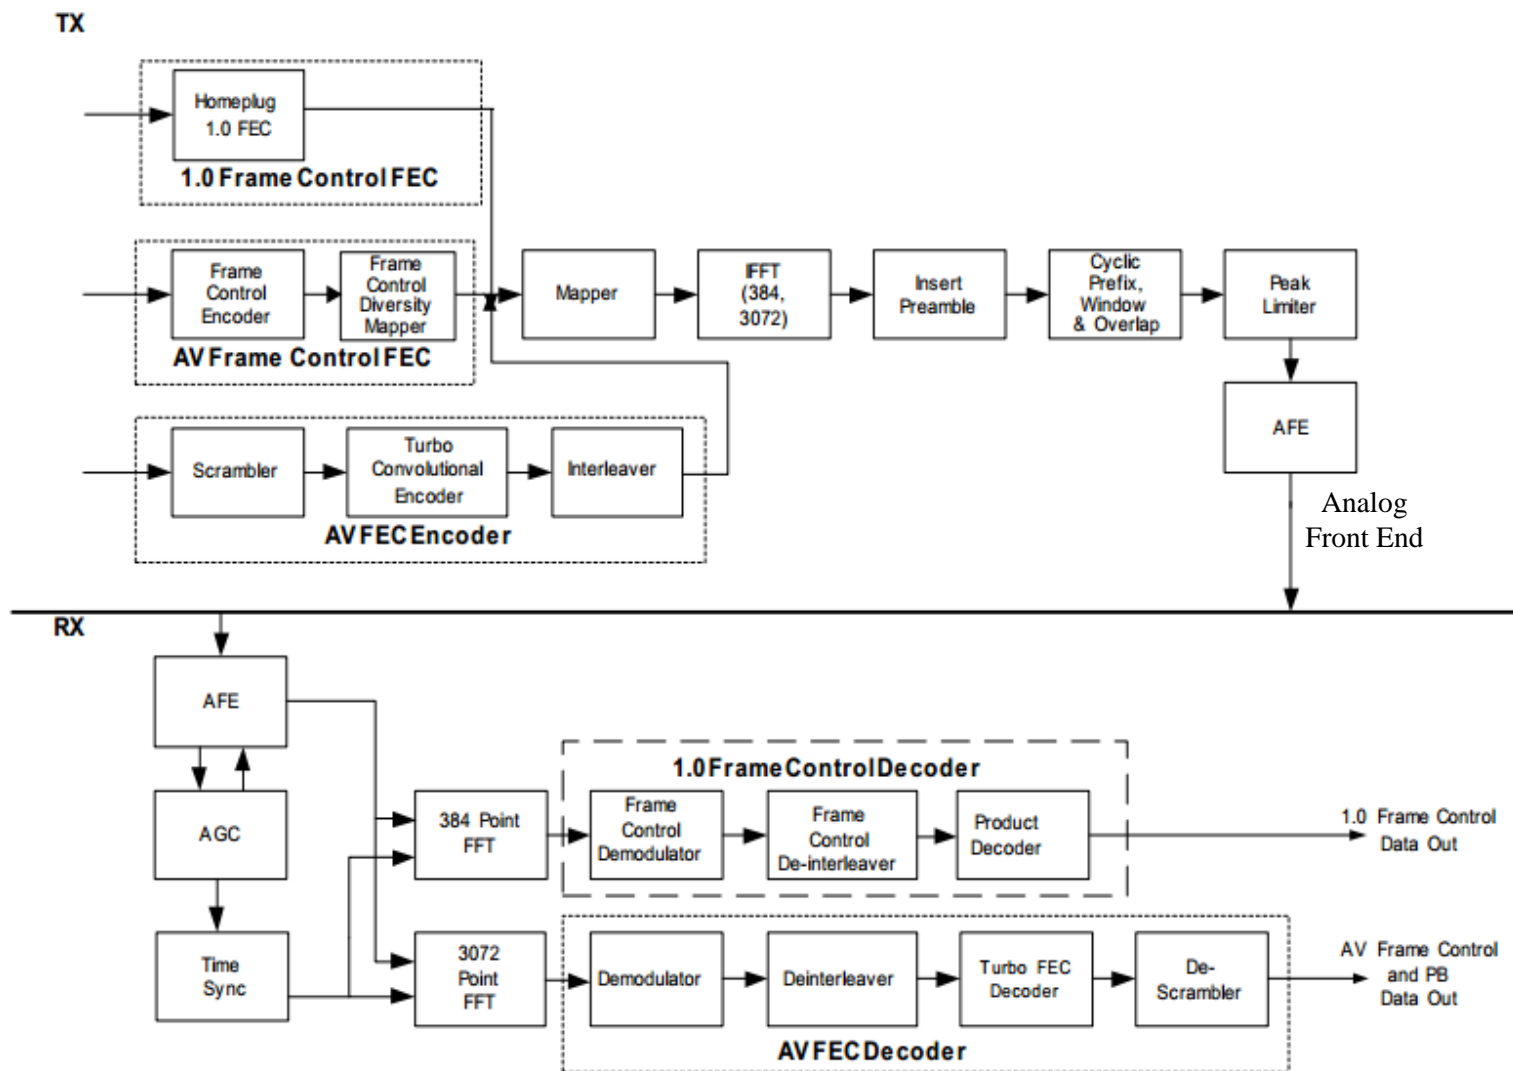 TX
Homeplug
1.0 FEC
1.0 Frame Control FEC
Frame
Control
Encoder
Frame
Control
Diversity
Mapper
AV Frame Control FEC
Mapper
IFFT
(384,
3072)
Insert
Preamble
Cyclic
Prefix,
Window
& Overlap
Peak
Limiter
AFE
Scrambler
Turbo
Convolutional
Encoder
Interleaver
AV FEC Encoder
Analog
Front End
RX
AFE
AGC
Time
Sync
384 Point
FFT
3072
Point
FFT
1.0 Frame Control Decoder
Frame
Control
Demodulator
Frame
Control
De-interleaver
Product
Decoder
1.0 Frame Control
Data Out
Demodulator
Deinterleaver
Turbo FEC
Decoder
De-
Scrambler
AV FEC Decoder
AV Frame Control
and PB
Data Out